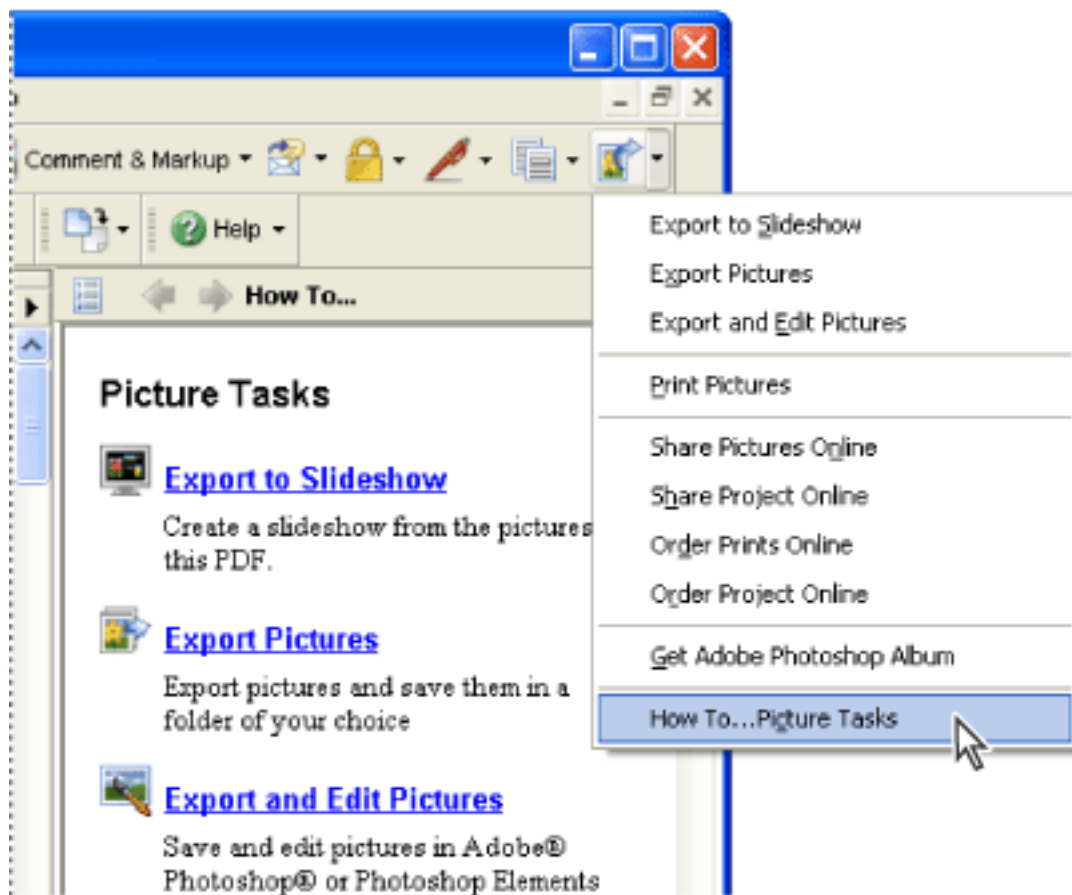 Comment & Markup
Help
How To...
Export to Slideshow
Export Pictures
Export and Edit Pictures
Print Pictures
Share Pictures Online
Share Project Online
Order Prints Online
Order Project Online
Get Adobe Photoshop Album
How To...Picture Tasks
Picture Tasks
Export to Slideshow
Create a slideshow from the pictures
this PDF.
Export Pictures
Export pictures and save them in a
folder of your choice
Export and Edit Pictures
Save and edit pictures in Adobe®
Photoshop® or Photoshop Elements